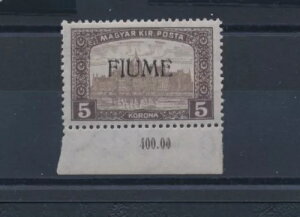 MAGYAR KIR. POSTA
FIUME
5 5
KORONA
400.00